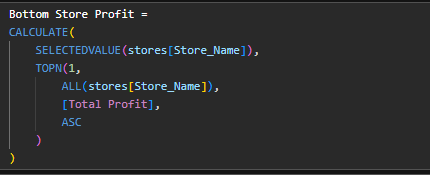 Bottom Store Profit =
CALCULATE(
    SELECTEDVALUE(stores[Store_Name]),
    TOPN(1,
        ALL(stores[Store_Name]),
        [Total Profit],
        ASC
    )
)